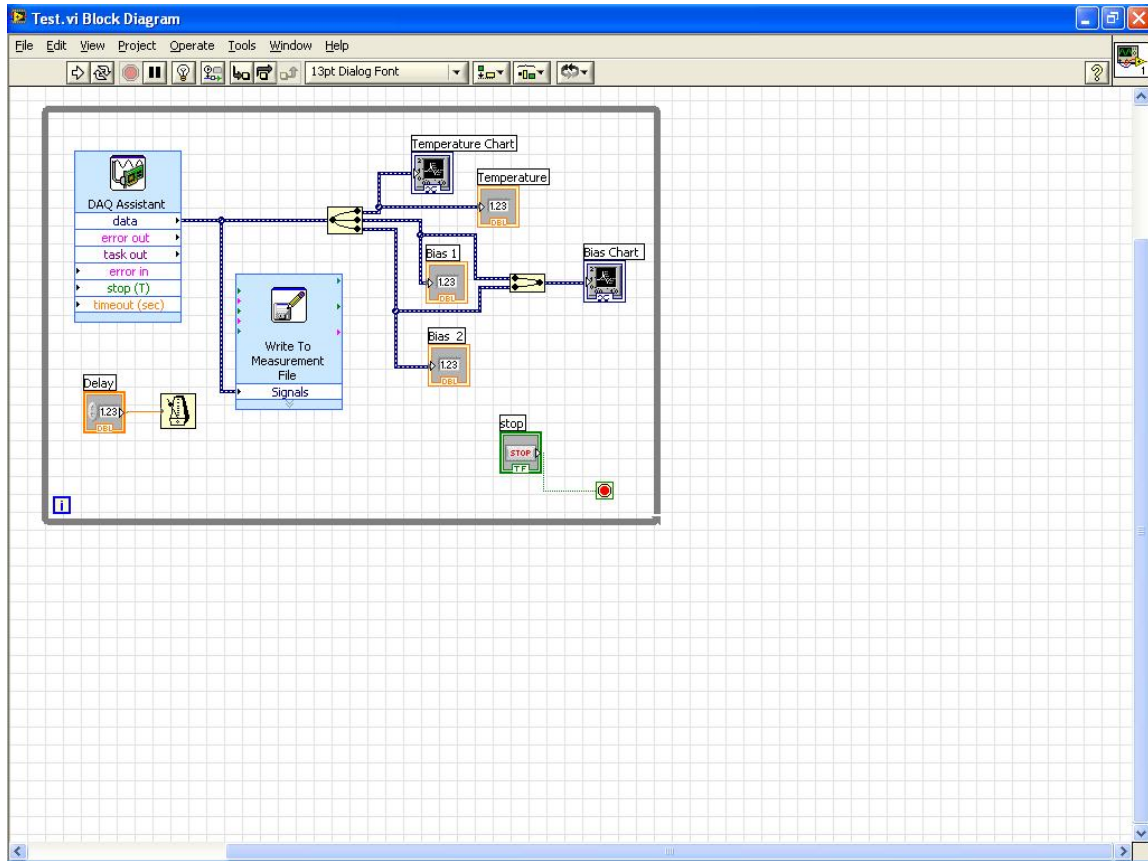 Test.vi Block Diagram
File Edit View Project Operate Tools Window Help
13pt Dialog Font
?
1
Temperature Chart
DAQ Assistant
data
error out
task out
error in
stop (T)
timeout (sec)
Temperature
1.23
DBL
Bias 1
1.23
DBL
Bias Chart
Write To
Measurement
File
Signals
Bias 2
1.23
DBL
Delay
1.23
DBL
stop
STOP
TF
i